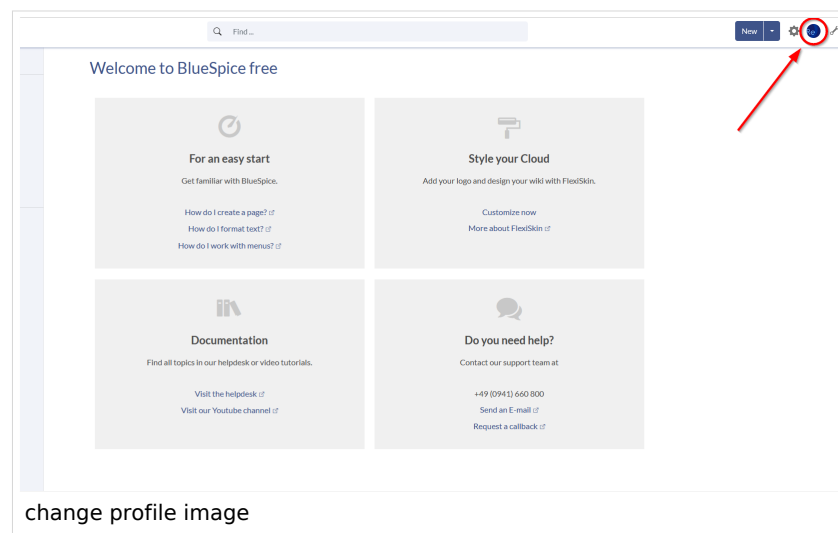 Find ...
New
Welcome to BlueSpice free
For an easy start
Get familiar with BlueSpice.
How do I create a page?
How do I format text?
How do I work with menus?
Style your Cloud
Add your logo and design your wiki with FlexiSkin.
Customize now
More about FlexiSkin
Documentation
Find all topics in our helpdesk or video tutorials.
Visit the helpdesk
Visit our Youtube channel
Do you need help?
Contact our support team at
+49 (0941) 660 800
Send an E-mail
Request a callback
change profile image